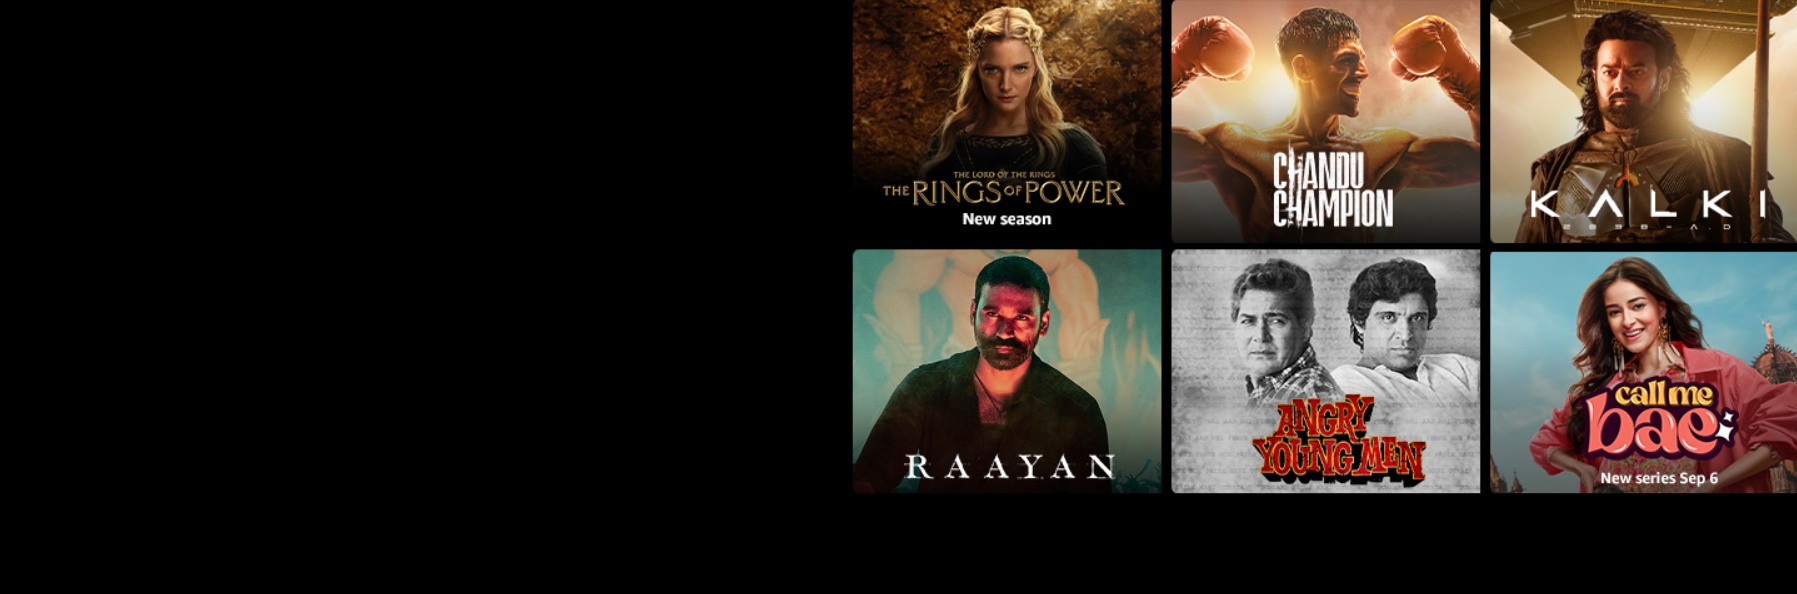 THE LORD OF THE RINGS
THE RINGS OF POWER
New season
CHANDU
CHAMPION
KALKI
2898-A.D
RAAYAN
ANGRY
YOUNG MEN
call me
bae
New series Sep 6